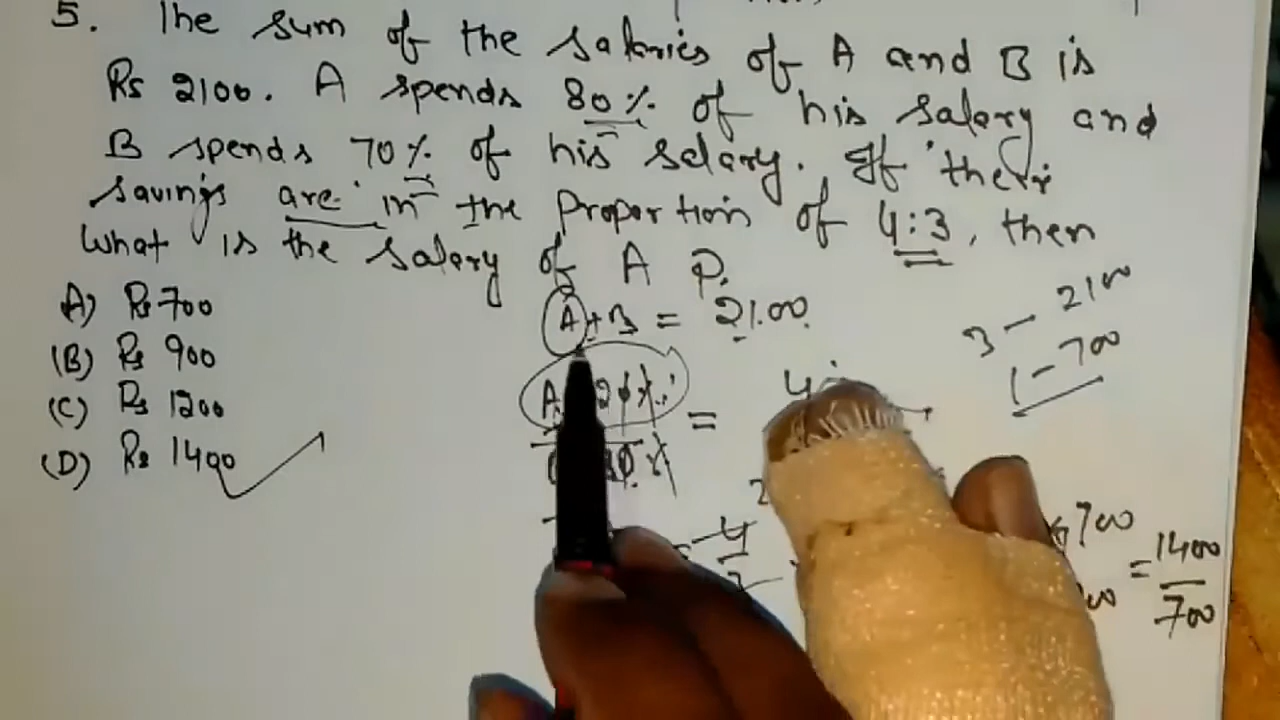 5. The sum of the salaries of A and B is
Rs 2100. A spends 80% of his salary and
B spends 70% of his salary. If their
savings are in the proportion of 4:3, then
What is the salary of A
(A) Rs 700
(B) Rs 900
(C) Rs 1200
(D) Rs 1400
A+B = 2100
3 - 2100
1 - 700
A
=
4
700
= 1400
700